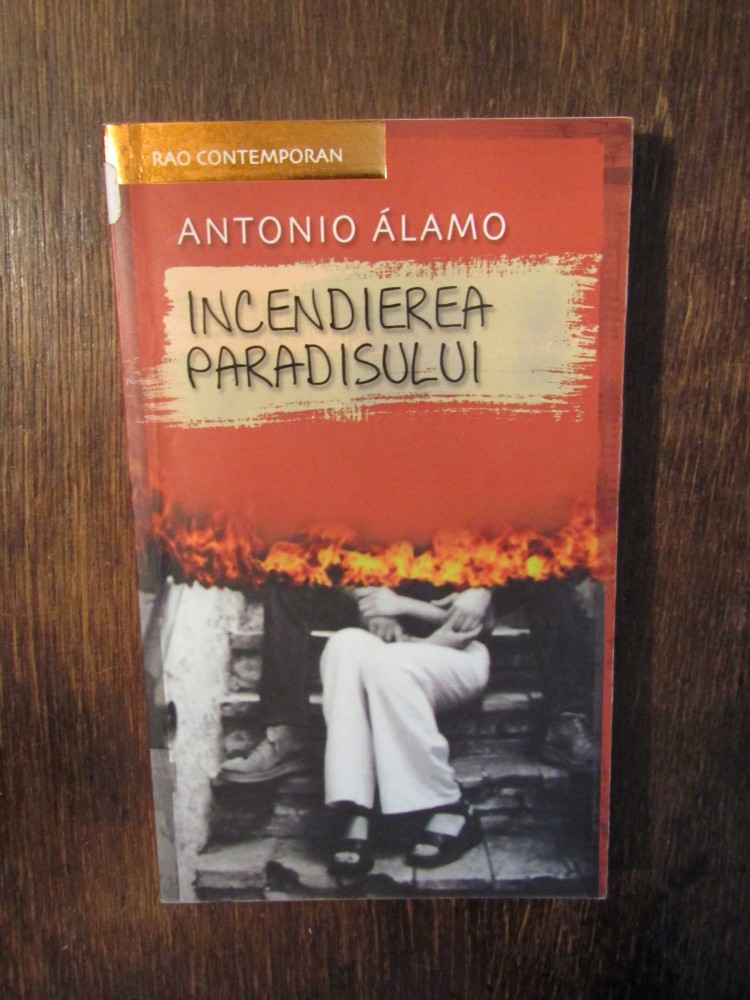 RAO CONTEMPORAN
ANTONIO ÁLAMO
INCENDIEREA
PARADISULUI